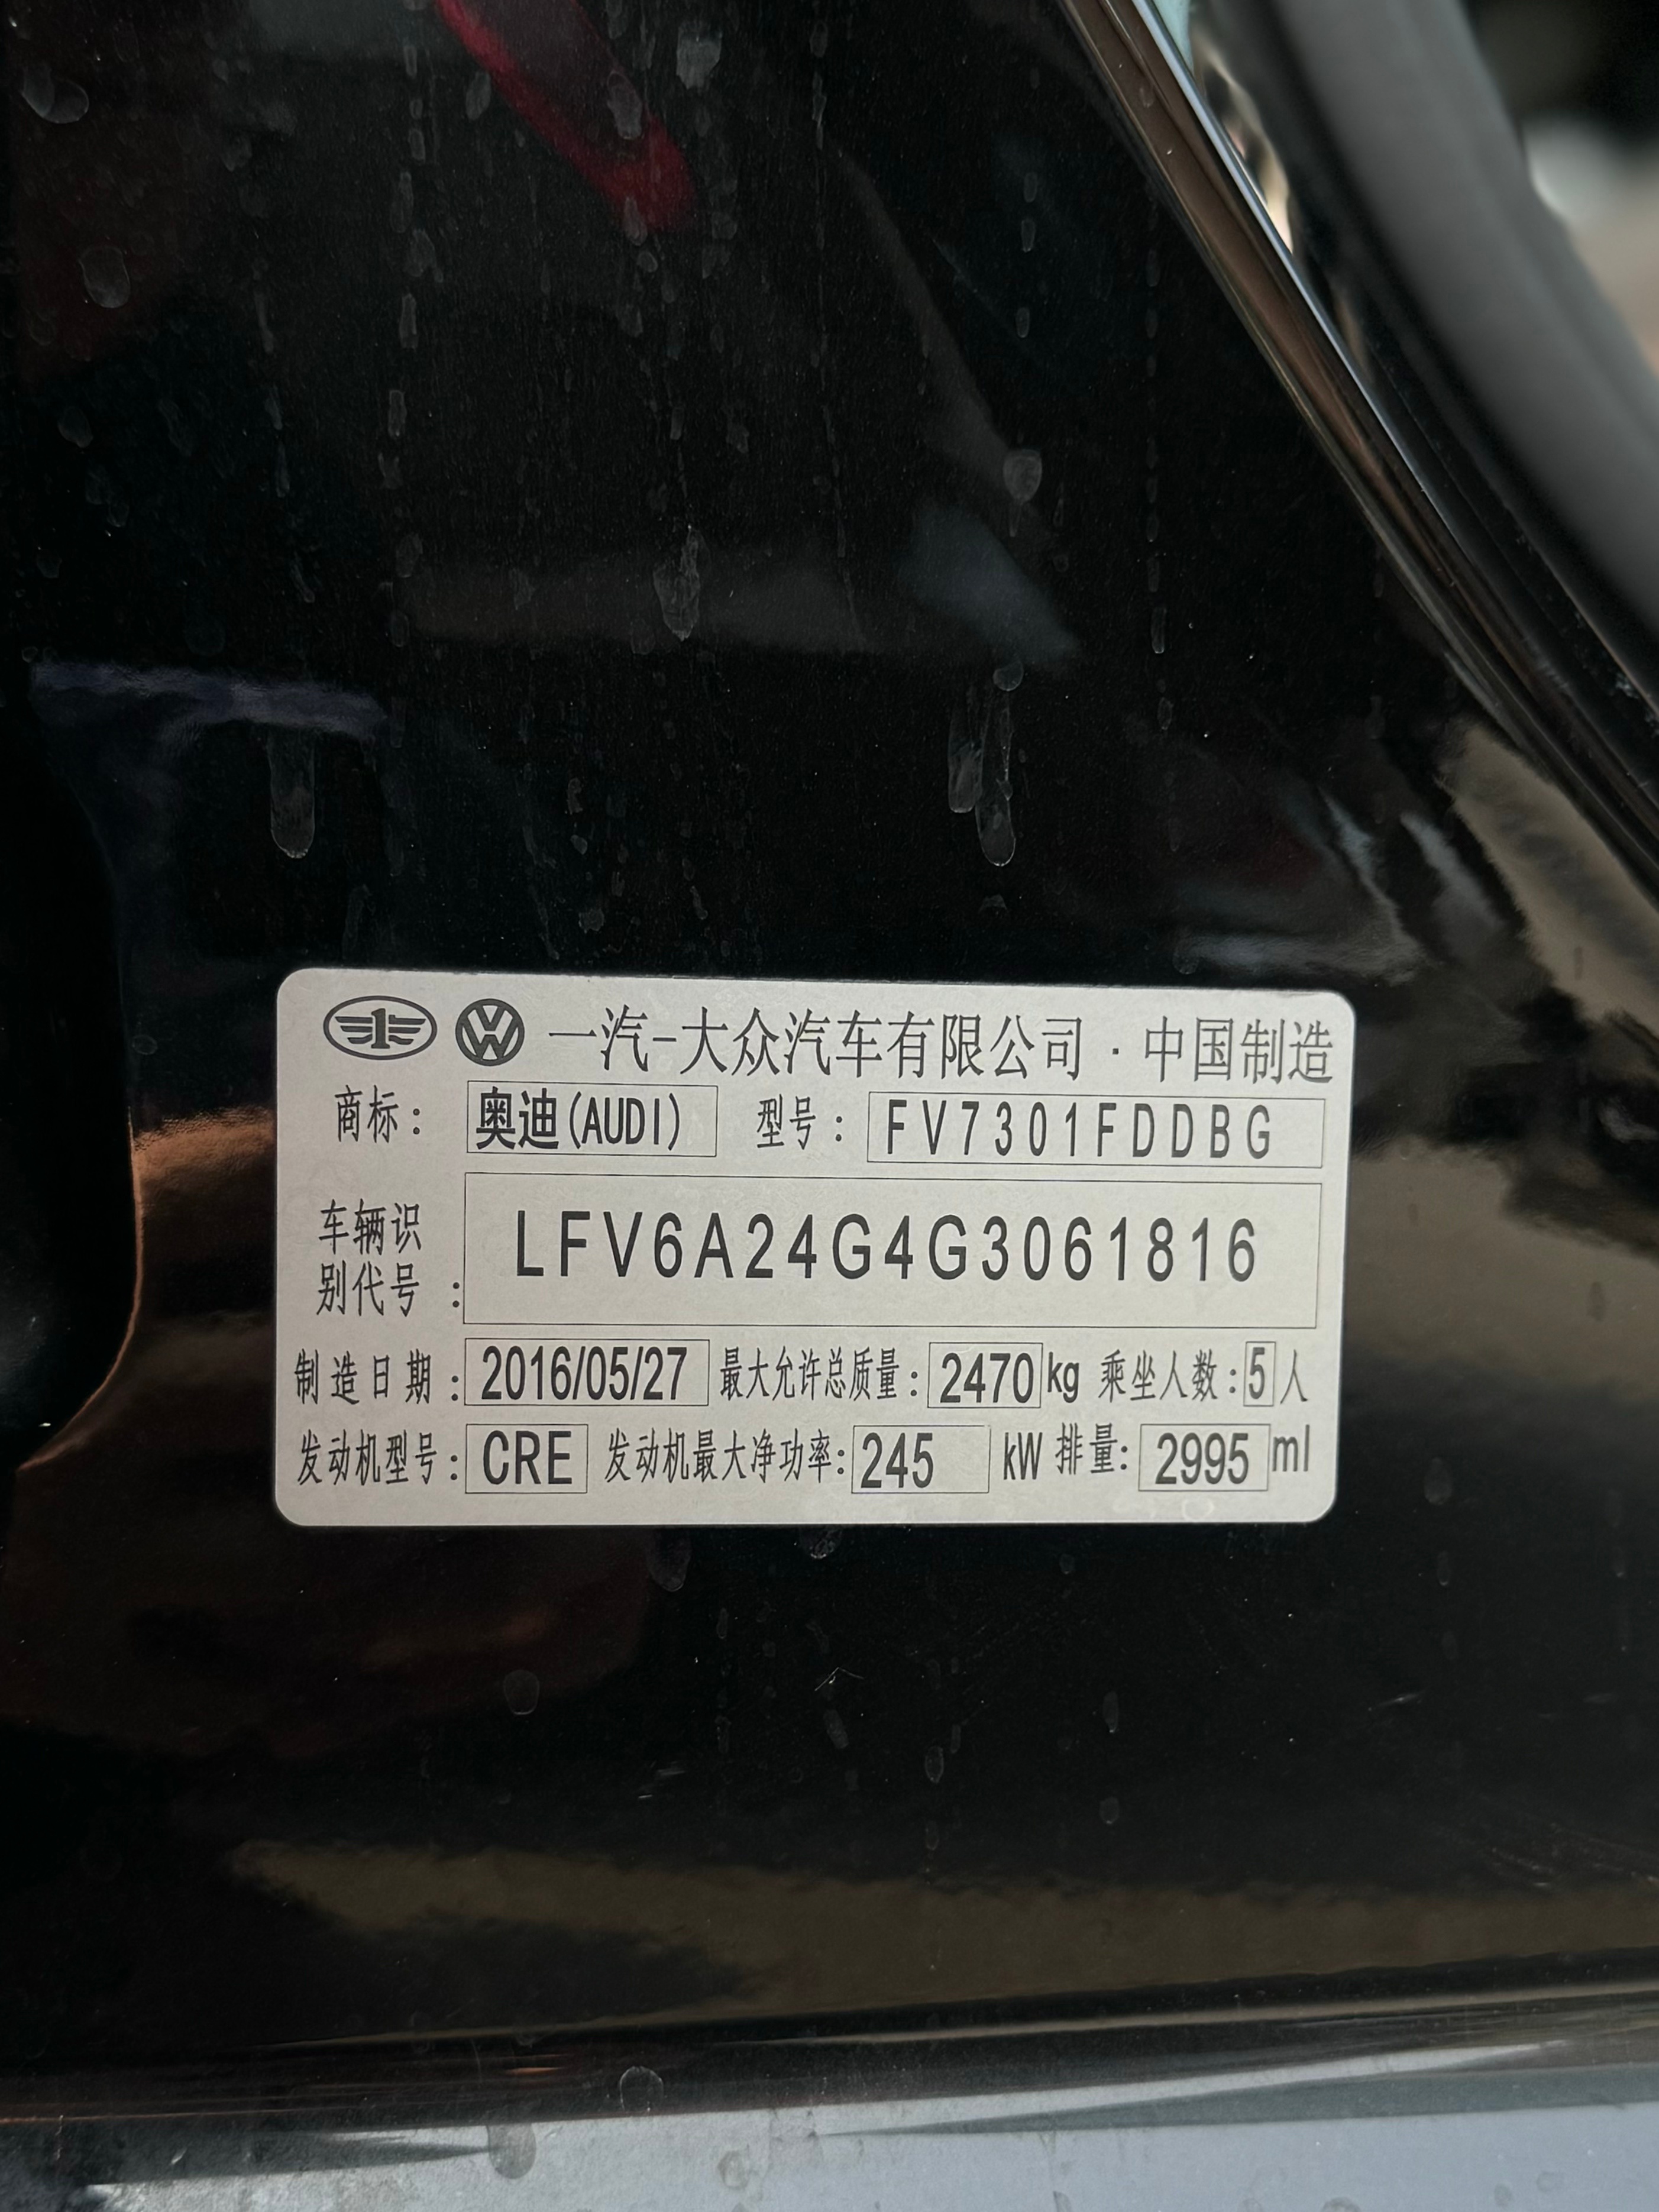 一汽-大众汽车有限公司 · 中国制造
商标: 奥迪(AUDI) 型号: FV7301FDDBG
车辆识别代号: LFV6A24G4G3061816
制造日期: 2016/05/27 最大允许总质量: 2470 kg 乘坐人数: 5 人
发动机型号: CRE 发动机最大净功率: 245 kW 排量: 2995 ml